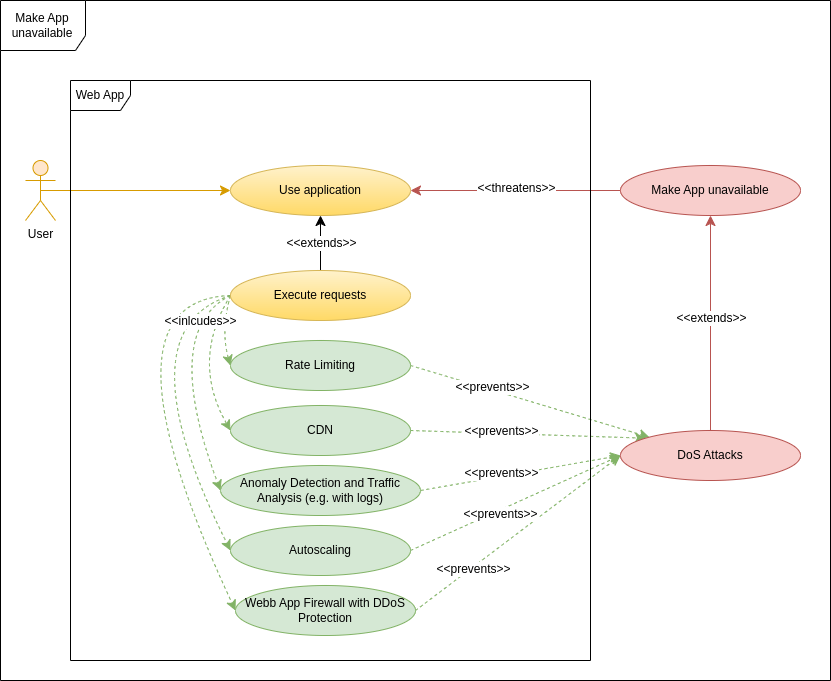 Make App
unavailable
Web App
Use application
<<threatens>>
Make App unavailable
User
<<extends>>
Execute requests
<<inlcudes>>
<<extends>>
Rate Limiting
<<prevents>>
CDN
<<prevents>>
DoS Attacks
<<prevents>>
Anomaly Detection and Traffic
Analysis (e.g. with logs)
<<prevents>>
Autoscaling
<<prevents>>
Webb App Firewall with DDoS
Protection